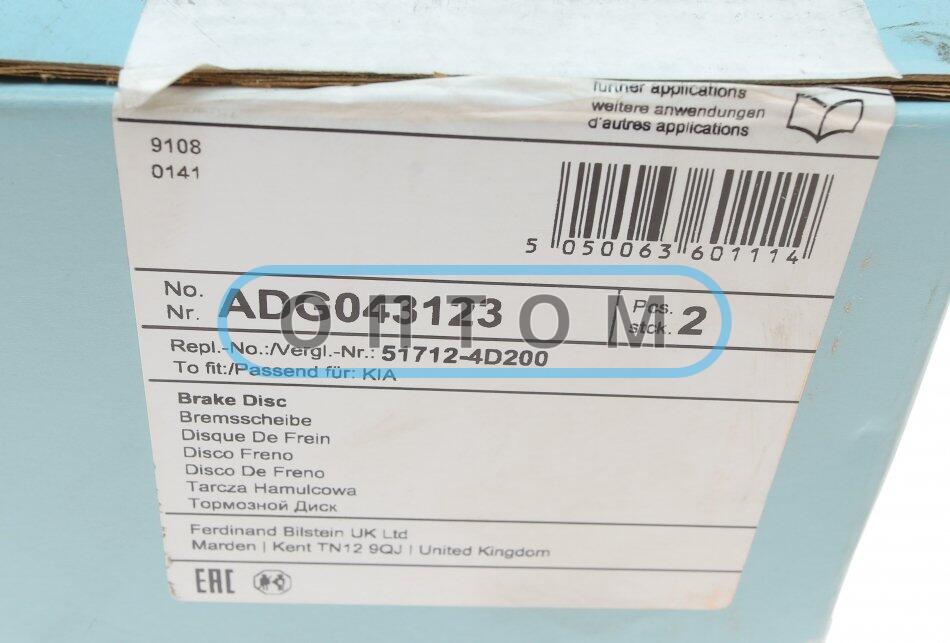 further applications
weitere anwendungen
d'autres applications
9108
0141
5 050063 601114
No.
Nr. ADG043123
Pcs.
stck. 2
ОПТОМ
Repl.-No.:/Vergl.-Nr.: 51712-4D200
To fit:/Passend für: KIA
Brake Disc
Bremsscheibe
Disque De Frein
Disco Freno
Disco De Freno
Tarcza Hamulcowa
Тормозной Диск
Ferdinand Bilstein UK Ltd
Marden | Kent TN12 9QJ | United Kingdom
EAC